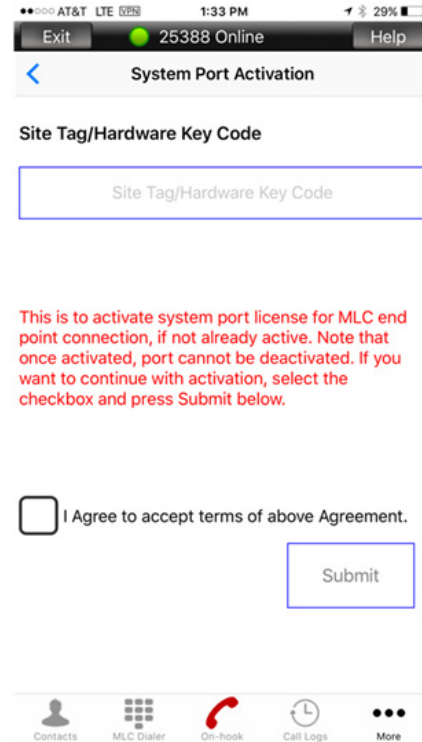 AT&T LTE VPN 1:33 PM 29%
Exit 25388 Online Help
System Port Activation
Site Tag/Hardware Key Code
Site Tag/Hardware Key Code
This is to activate system port license for MLC end
point connection, if not already active. Note that
once activated, port cannot be deactivated. If you
want to continue with activation, select the
checkbox and press Submit below.
I Agree to accept terms of above Agreement.
Submit
Contacts MLC Dialer On-hook Call Logs More